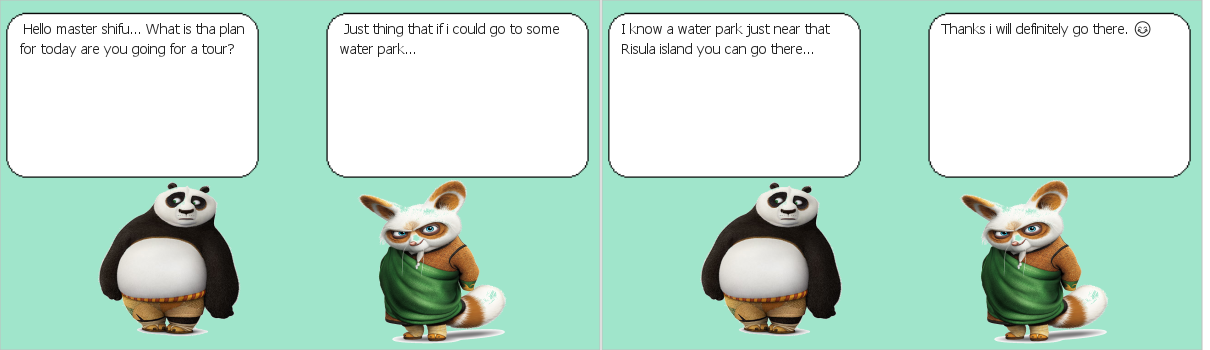 Hello master shifu... What is tha plan
for today are you going for a tour?
Just thing that if i could go to some
water park...
I know a water park just near that
Risula island you can go there...
Thanks i will definitely go there. 😊